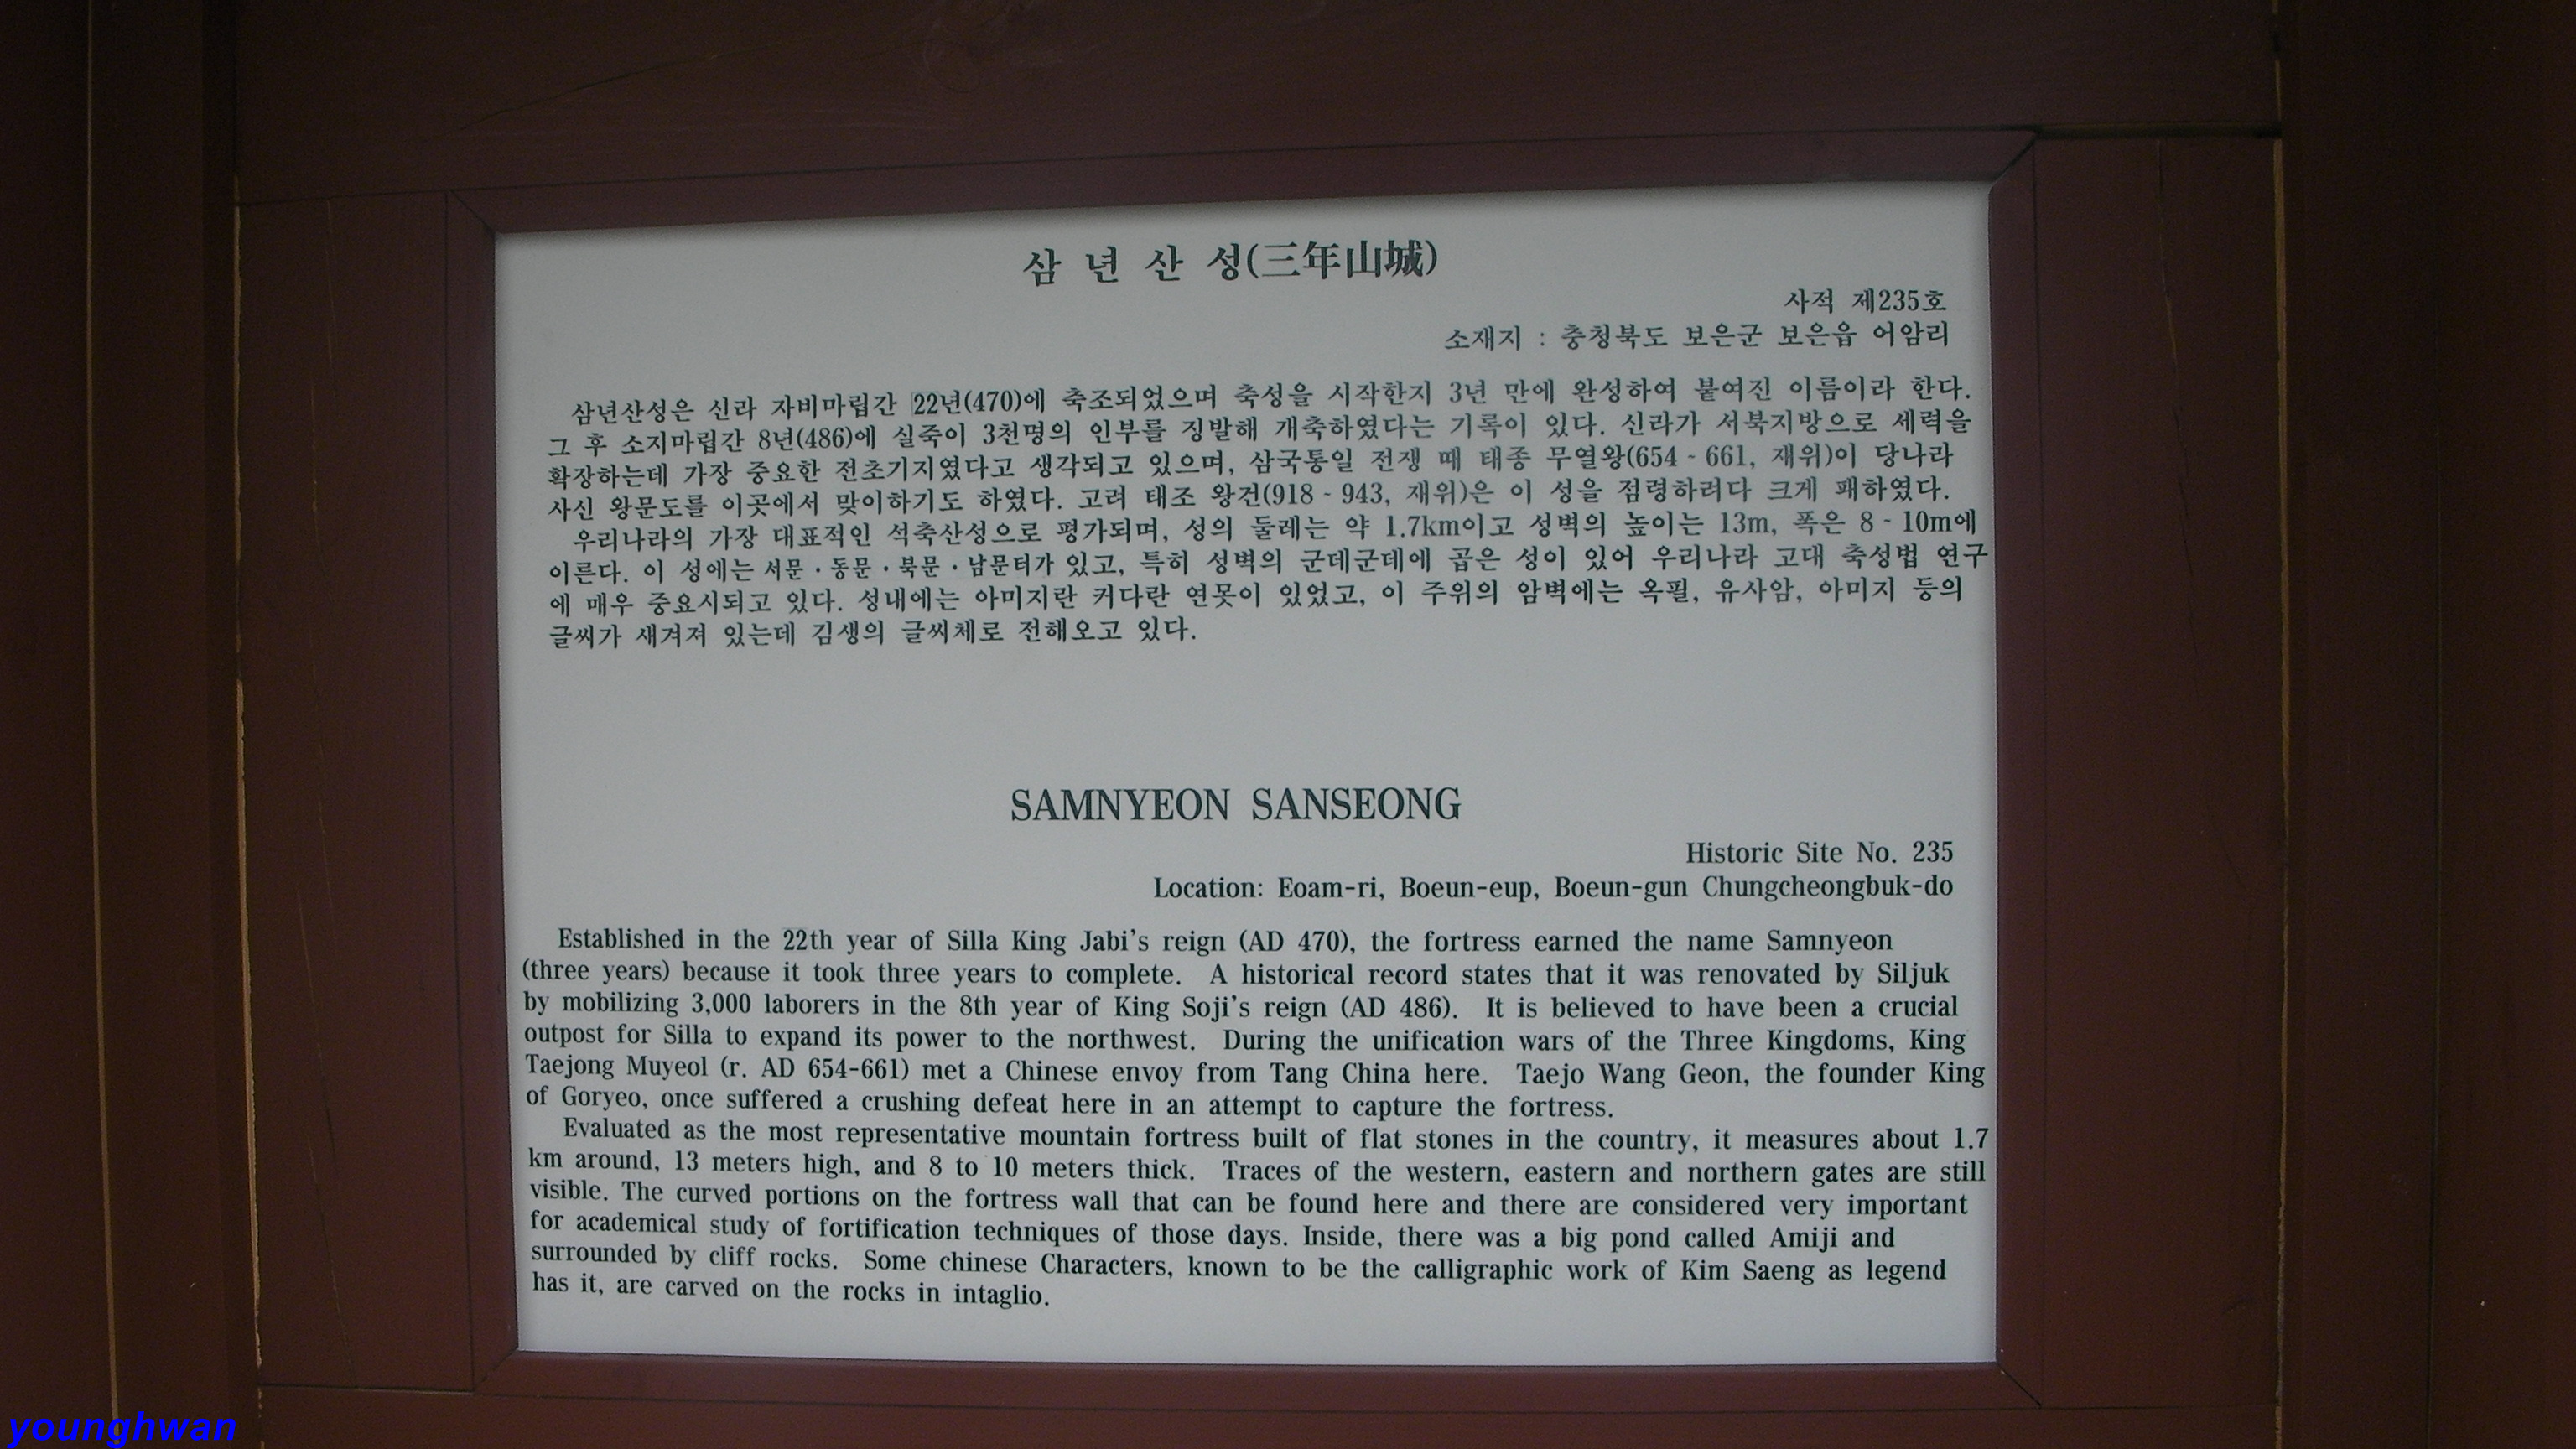 삼 년 산 성(三年山城)
사적 제235호
소재지 : 충청북도 보은군 보은읍 어암리
삼년산성은 신라 자비마립간 22년(470)에 축조되었으며 축성을 시작한지 3년 만에 완성하여 붙여진 이름이라 한다.
그 후 소지마립간 8년(486)에 실죽이 3천명의 인부를 징발해 개축하였다는 기록이 있다. 신라가 서북지방으로 세력을
확장하는데 가장 중요한 전초기지였다고 생각되고 있으며, 삼국통일 전쟁 때 태종 무열왕(654 - 661, 재위)이 당나라
사신 왕문도를 이곳에서 맞이하기도 하였다. 고려 태조 왕건(918 - 943, 재위)은 이 성을 점령하려다 크게 패하였다.
우리나라의 가장 대표적인 석축산성으로 평가되며, 성의 둘레는 약 1.7km이고 성벽의 높이는 13m, 폭은 8 - 10m에
이른다. 이 성에는 서문·동문·북문·남문터가 있고, 특히 성벽의 군데군데에 곱은 성이 있어 우리나라 고대 축성법 연구
에 매우 중요시되고 있다. 성내에는 아미지란 커다란 연못이 있었고, 이 주위의 암벽에는 옥필, 유사암, 아미지 등의
글씨가 새겨져 있는데 김생의 글씨체로 전해오고 있다.
SAMNYEON SANSEONG
Historic Site No. 235
Location: Eoam-ri, Boeun-eup, Boeun-gun Chungcheongbuk-do
Established in the 22th year of Silla King Jabi's reign (AD 470), the fortress earned the name Samnyeon
(three years) because it took three years to complete. A historical record states that it was renovated by Siljuk
by mobilizing 3,000 laborers in the 8th year of King Soji's reign (AD 486). It is believed to have been a crucial
outpost for Silla to expand its power to the northwest. During the unification wars of the Three Kingdoms, King
Taejong Muyeol (r. AD 654-661) met a Chinese envoy from Tang China here. Taejo Wang Geon, the founder King
of Goryeo, once suffered a crushing defeat here in an attempt to capture the fortress.
Evaluated as the most representative mountain fortress built of flat stones in the country, it measures about 1.7
km around, 13 meters high, and 8 to 10 meters thick. Traces of the western, eastern and northern gates are still
visible. The curved portions on the fortress wall that can be found here and there are considered very important
for academical study of fortification techniques of those days. Inside, there was a big pond called Amiji and
surrounded by cliff rocks. Some chinese Characters, known to be the calligraphic work of Kim Saeng as legend
has it, are carved on the rocks in intaglio.
younghwan